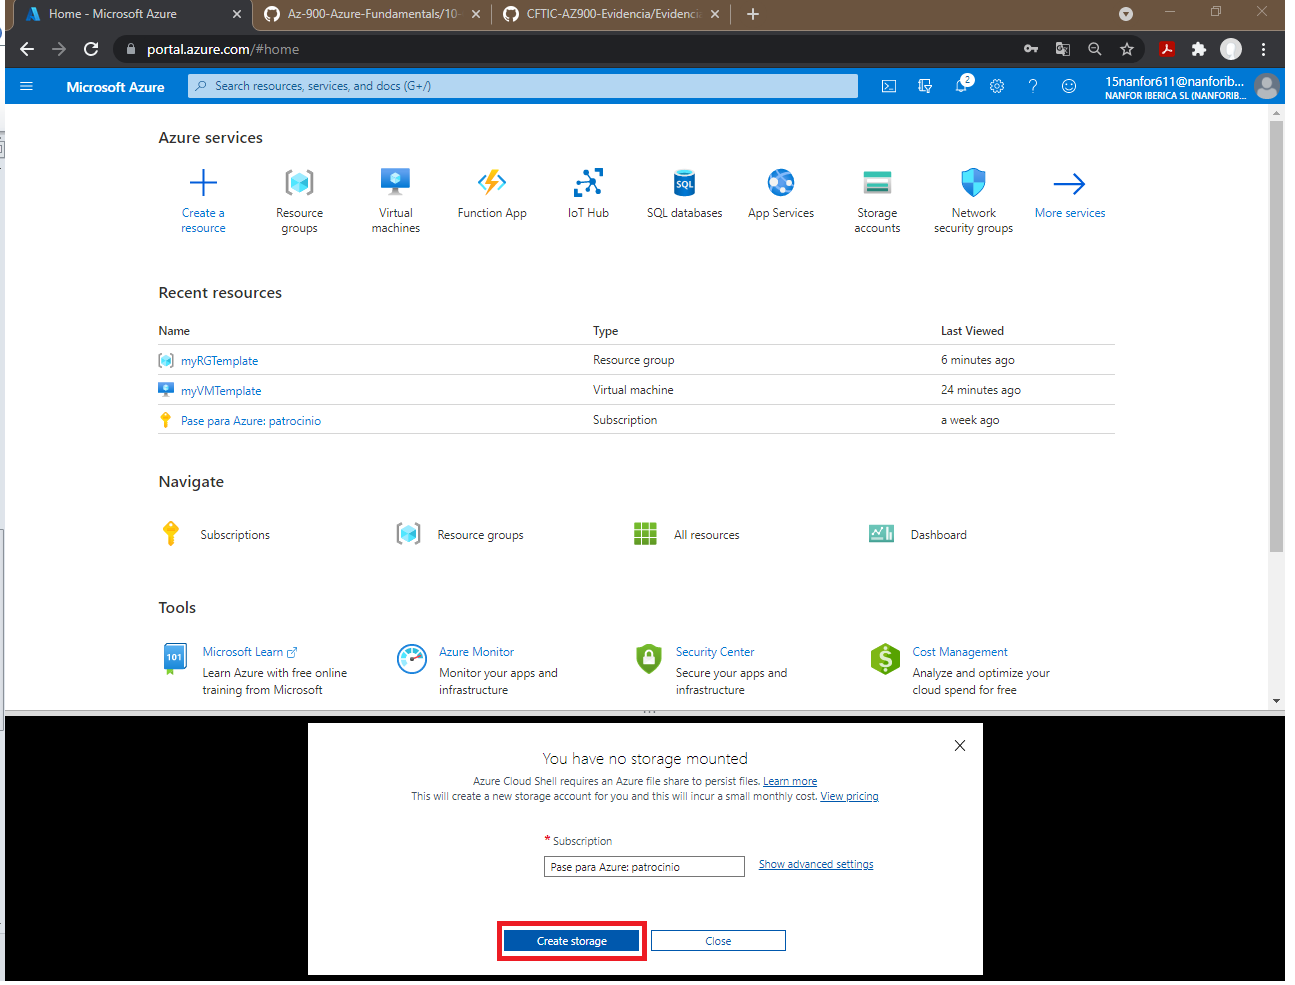 Home - Microsoft Azure
Az-900-Azure-Fundamentals/10-
CFTIC-AZ900-Evidencia/Evidencia
portal.azure.com/#home
Microsoft Azure
Search resources, services, and docs (G+/)
2
15nanfor611@nanforib...
NANFOR IBERICA SL (NANFORIB...
Azure services
Create a resource
Resource groups
Virtual machines
Function App
IoT Hub
SQL
SQL databases
App Services
Storage accounts
Network security groups
More services
Recent resources
Name Type Last Viewed
myRGTemplate Resource group 6 minutes ago
myVMTemplate Virtual machine 24 minutes ago
Pase para Azure: patrocinio Subscription a week ago
Navigate
Subscriptions Resource groups All resources Dashboard
Tools
101
Microsoft Learn
Learn Azure with free online
training from Microsoft
Azure Monitor
Monitor your apps and
infrastructure
Security Center
Secure your apps and
infrastructure
Cost Management
Analyze and optimize your
cloud spend for free
You have no storage mounted
Azure Cloud Shell requires an Azure file share to persist files. Learn more
This will create a new storage account for you and this will incur a small monthly cost. View pricing
* Subscription
Pase para Azure: patrocinio
Show advanced settings
Create storage
Close